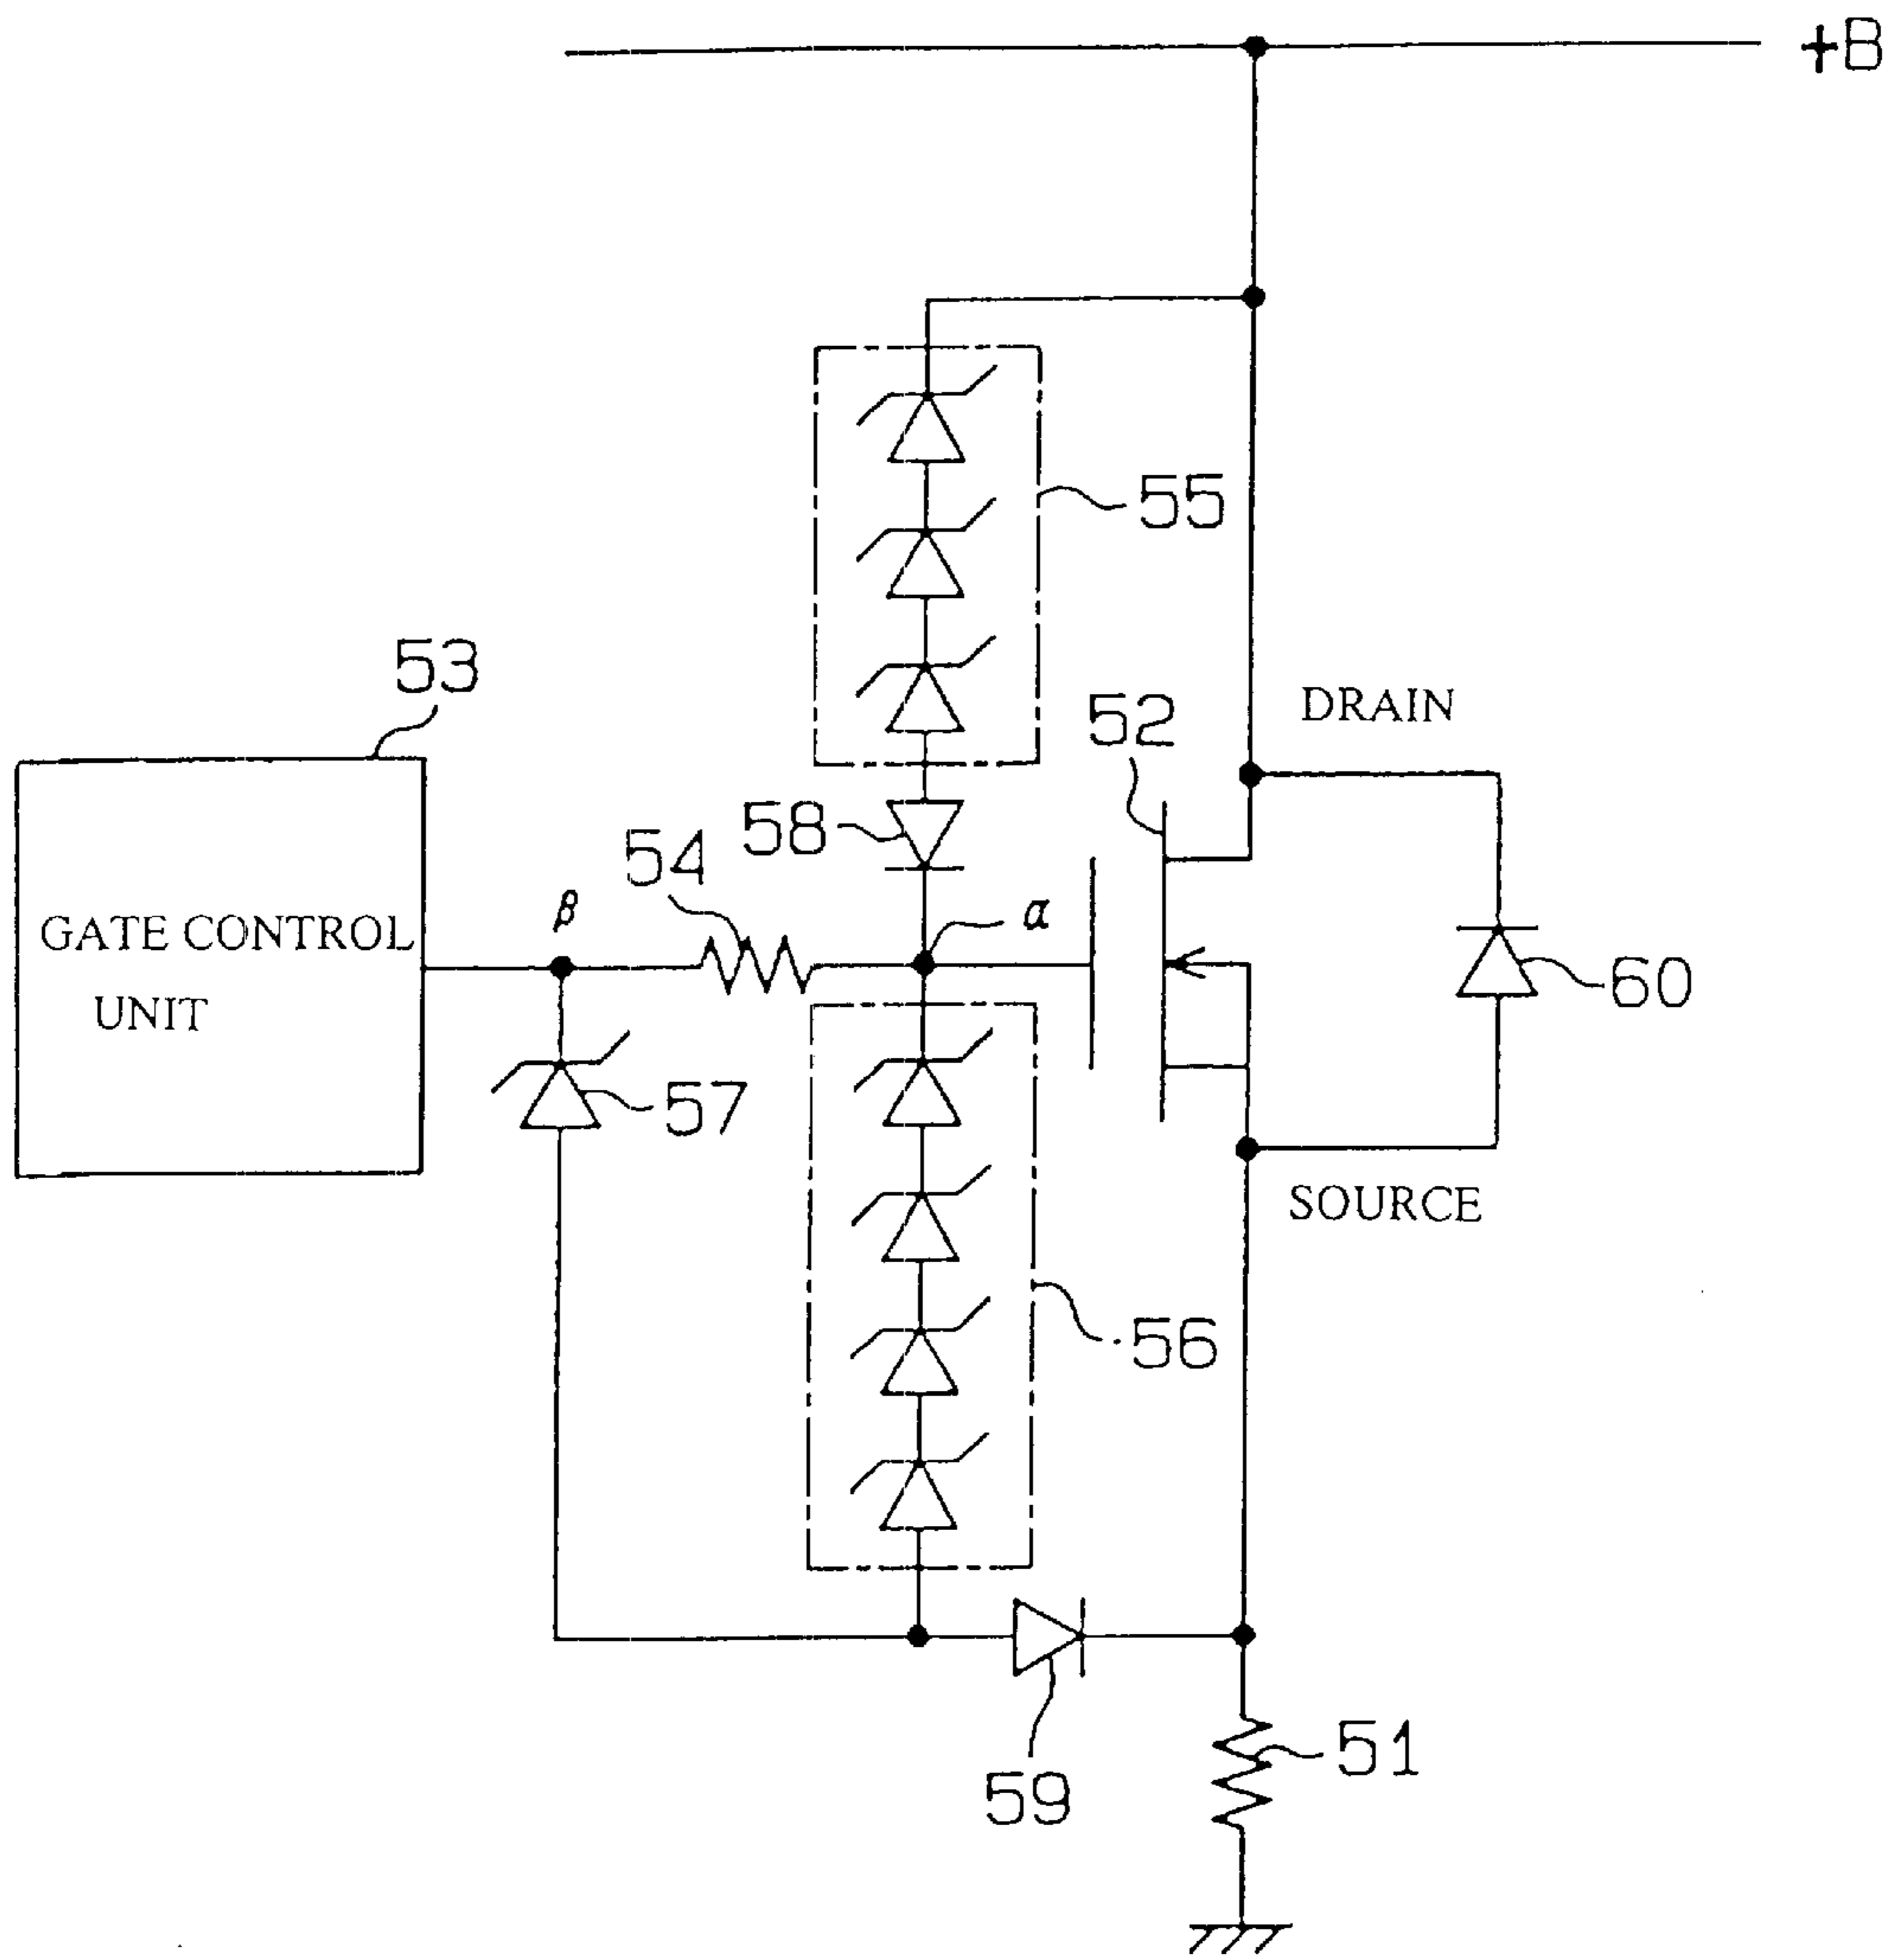 +B
55
53
DRAIN
52
58
54
β
α
GATE CONTROL
UNIT
60
57
SOURCE
56
51
59